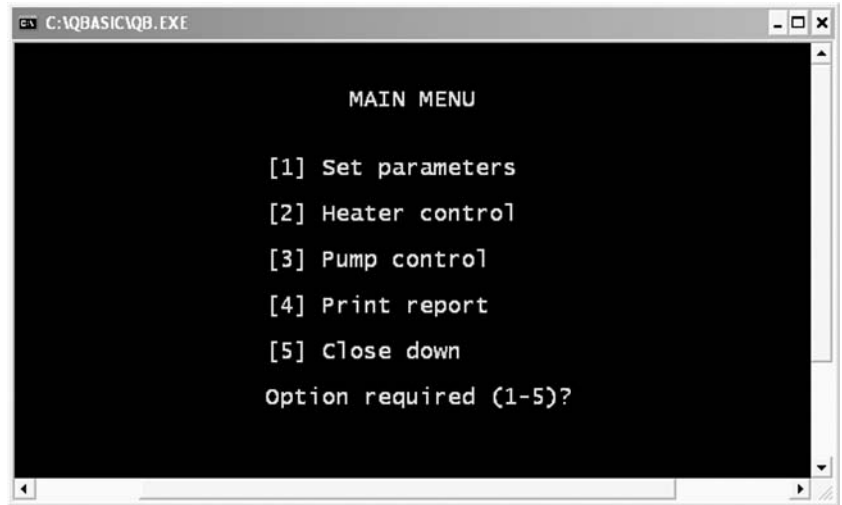 C:\QBASIC\QB.EXE
MAIN MENU
[1] Set parameters
[2] Heater control
[3] Pump control
[4] Print report
[5] Close down
Option required (1-5)?